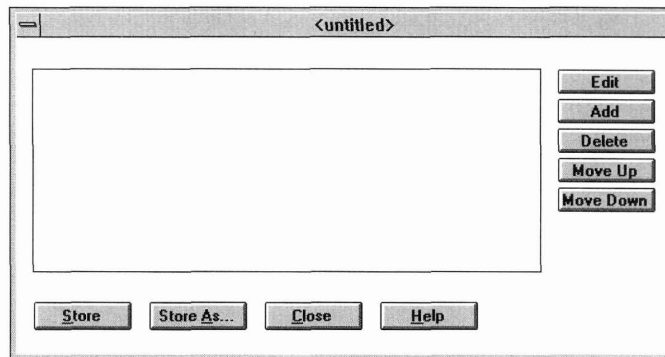 <untitled>
Edit
Add
Delete
Move Up
Move Down
Store Store As... Close Help